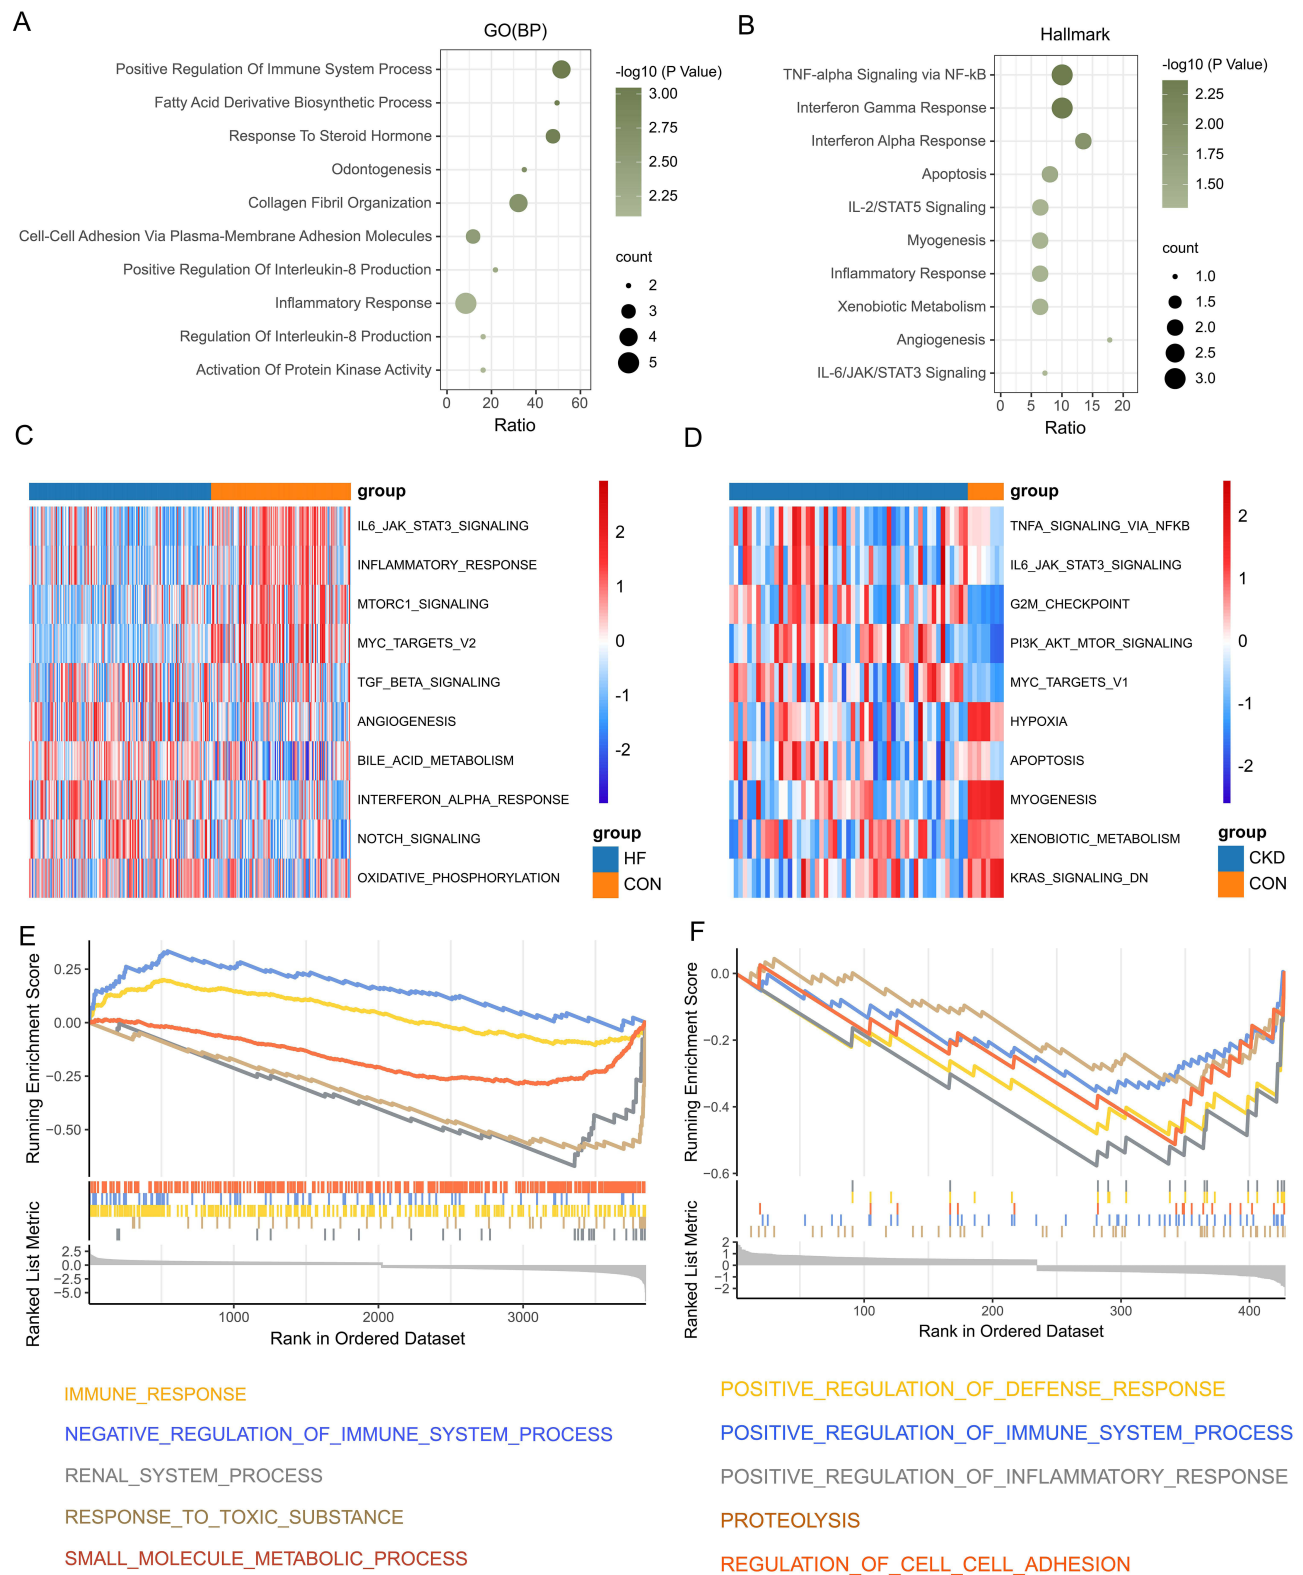 A
GO(BP)
Positive Regulation Of Immune System Process
Fatty Acid Derivative Biosynthetic Process
Response To Steroid Hormone
Odontogenesis
Collagen Fibril Organization
Cell-Cell Adhesion Via Plasma-Membrane Adhesion Molecules
Positive Regulation Of Interleukin-8 Production
Inflammatory Response
Regulation Of Interleukin-8 Production
Activation Of Protein Kinase Activity
0 20 40 60
Ratio
-log10 (P Value)
3.00
2.75
2.50
2.25
count
2
3
4
5
B
Hallmark
TNF-alpha Signaling via NF-kB
Interferon Gamma Response
Interferon Alpha Response
Apoptosis
IL-2/STAT5 Signaling
Myogenesis
Inflammatory Response
Xenobiotic Metabolism
Angiogenesis
IL-6/JAK/STAT3 Signaling
0 5 10 15 20
Ratio
-log10 (P Value)
2.25
2.00
1.75
1.50
count
1.0
1.5
2.0
2.5
3.0
C
group
IL6_JAK_STAT3_SIGNALING
INFLAMMATORY_RESPONSE
MTORC1_SIGNALING
MYC_TARGETS_V2
TGF_BETA_SIGNALING
ANGIOGENESIS
BILE_ACID_METABOLISM
INTERFERON_ALPHA_RESPONSE
NOTCH_SIGNALING
OXIDATIVE_PHOSPHORYLATION
2
1
0
-1
-2
group
HF
CON
D
group
TNFA_SIGNALING_VIA_NFKB
IL6_JAK_STAT3_SIGNALING
G2M_CHECKPOINT
PI3K_AKT_MTOR_SIGNALING
MYC_TARGETS_V1
HYPOXIA
APOPTOSIS
MYOGENESIS
XENOBIOTIC_METABOLISM
KRAS_SIGNALING_DN
2
1
0
-1
-2
group
CKD
CON
E
Running Enrichment Score
0.25
0.00
−0.25
−0.50
Ranked List Metric
2.5
0.0
−2.5
−5.0
1000 2000 3000
Rank in Ordered Dataset
IMMUNE_RESPONSE
NEGATIVE_REGULATION_OF_IMMUNE_SYSTEM_PROCESS
RENAL_SYSTEM_PROCESS
RESPONSE_TO_TOXIC_SUBSTANCE
SMALL_MOLECULE_METABOLIC_PROCESS
F
Running Enrichment Score
0.0
−0.2
−0.4
−0.6
Ranked List Metric
2
1
0
−1
−2
100 200 300 400
Rank in Ordered Dataset
POSITIVE_REGULATION_OF_DEFENSE_RESPONSE
POSITIVE_REGULATION_OF_IMMUNE_SYSTEM_PROCESS
POSITIVE_REGULATION_OF_INFLAMMATORY_RESPONSE
PROTEOLYSIS
REGULATION_OF_CELL_CELL_ADHESION